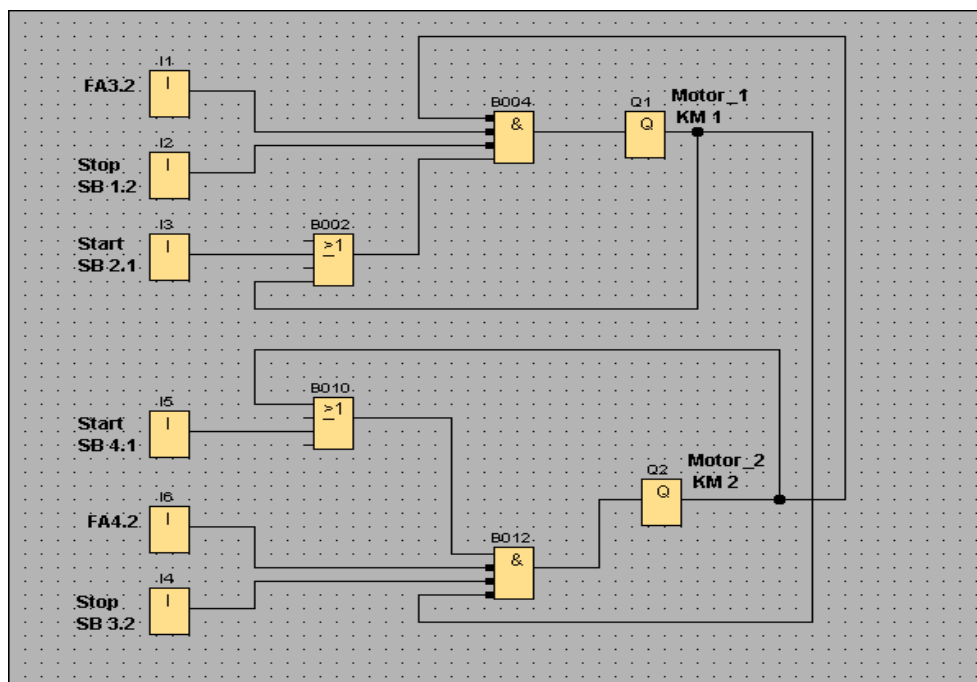 I1
FA3.2
I
I2
Stop
SB 1.2
I
I3
Start
SB 2.1
I
B002
≥1
B004
&
Q1
Q
Motor_1
KM 1
I5
Start
SB 4.1
I
B010
≥1
I6
FA4.2
I
I4
Stop
SB 3.2
I
B012
&
Q2
Q
Motor_2
KM 2